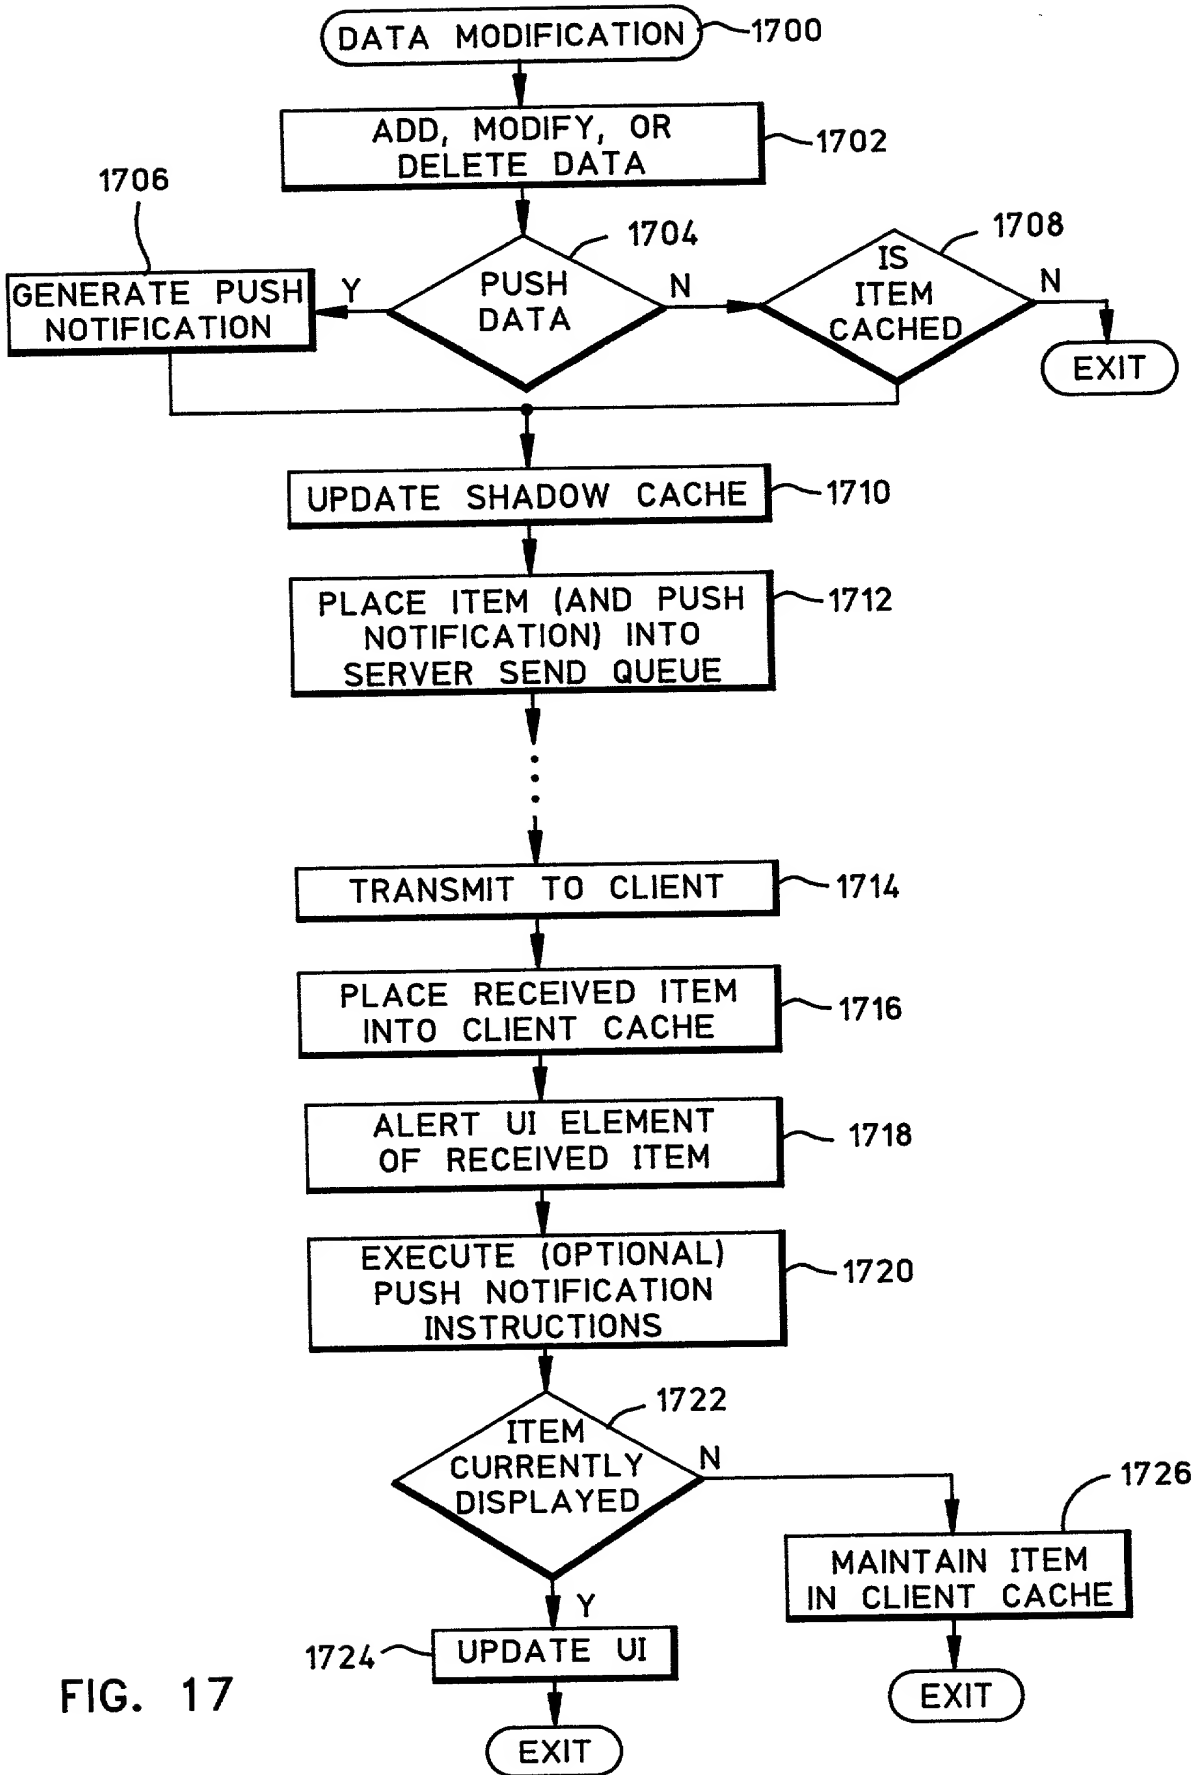 DATA MODIFICATION
1700
ADD, MODIFY, OR
DELETE DATA
1702
1706
1704
1708
GENERATE PUSH
NOTIFICATION
Y
PUSH
DATA
N
IS
ITEM
CACHED
N
EXIT
UPDATE SHADOW CACHE
1710
PLACE ITEM (AND PUSH
NOTIFICATION) INTO
SERVER SEND QUEUE
1712
TRANSMIT TO CLIENT
1714
PLACE RECEIVED ITEM
INTO CLIENT CACHE
1716
ALERT UI ELEMENT
OF RECEIVED ITEM
1718
EXECUTE (OPTIONAL)
PUSH NOTIFICATION
INSTRUCTIONS
1720
1722
ITEM
CURRENTLY
DISPLAYED
N
1726
MAINTAIN ITEM
IN CLIENT CACHE
Y
1724
UPDATE UI
EXIT
EXIT
FIG. 17